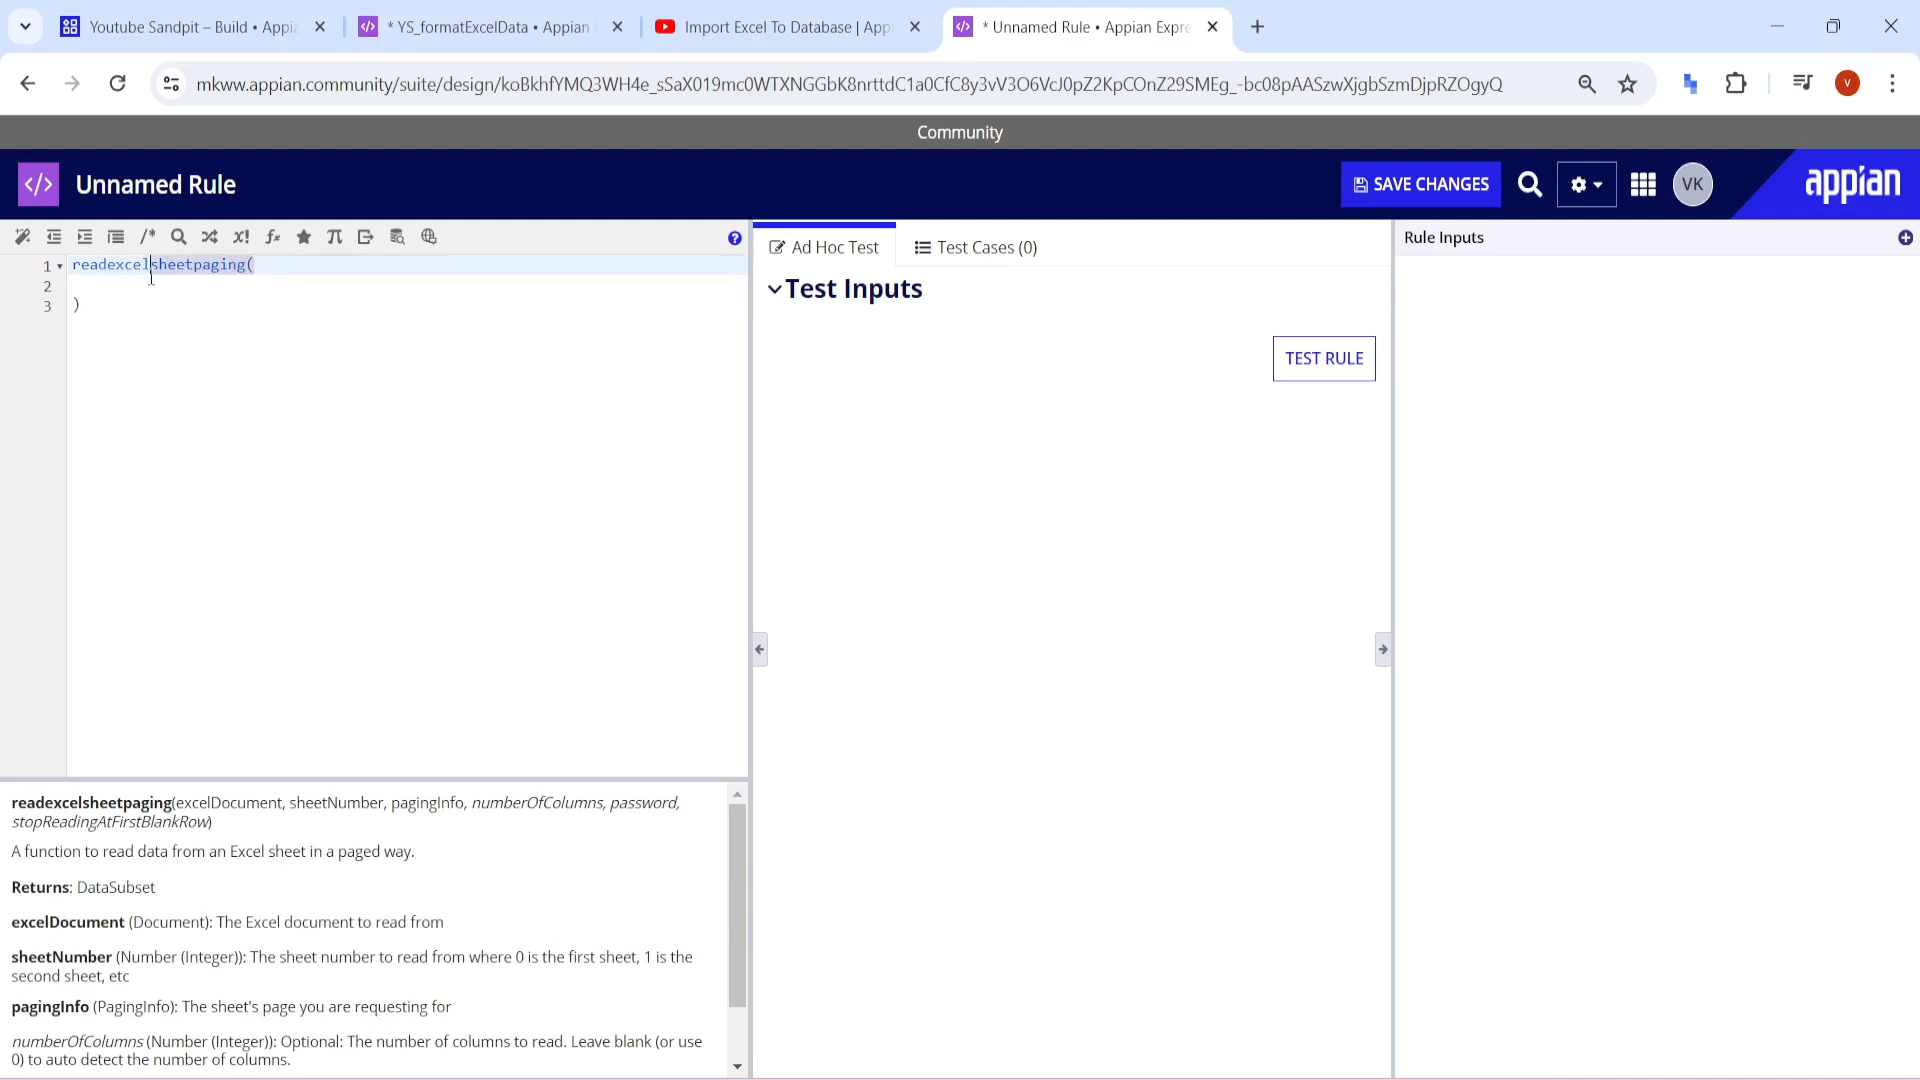 Youtube Sandpit – Build • Appia
* YS_formatExcelData • Appian
Import Excel To Database | App
* Unnamed Rule • Appian Expre
mkww.appian.community/suite/design/koBkhfYMQ3WH4e_sSaX019mc0WTXNGGbK8nrttdC1a0CfC8y3vV3O6VcJ0pZ2KpCOnZ29SMEg_-bc08pAASzwXjgbSzmDjpRZOgyQ
V
Community
</> Unnamed Rule
SAVE CHANGES
VK
appian
Ad Hoc Test
Test Cases (0)
Rule Inputs
1 readexcelsheetpaging(
2
3 )
Test Inputs
TEST RULE
readexcelsheetpaging(excelDocument, sheetNumber, pagingInfo, numberOfColumns, password,
stopReadingAtFirstBlankRow)
A function to read data from an Excel sheet in a paged way.
Returns: DataSubset
excelDocument (Document): The Excel document to read from
sheetNumber (Number (Integer)): The sheet number to read from where 0 is the first sheet, 1 is the
second sheet, etc
pagingInfo (PagingInfo): The sheet's page you are requesting for
numberOfColumns (Number (Integer)): Optional: The number of columns to read. Leave blank (or use
0) to auto detect the number of columns.